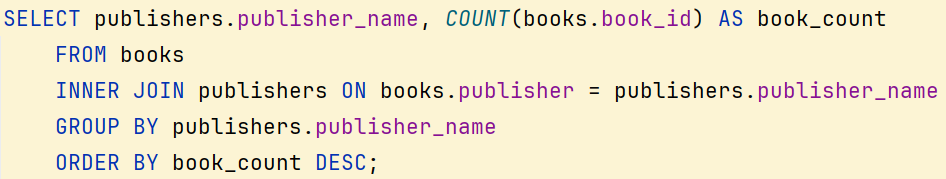 SELECT publishers.publisher_name, COUNT(books.book_id) AS book_count
FROM books
INNER JOIN publishers ON books.publisher = publishers.publisher_name
GROUP BY publishers.publisher_name
ORDER BY book_count DESC;